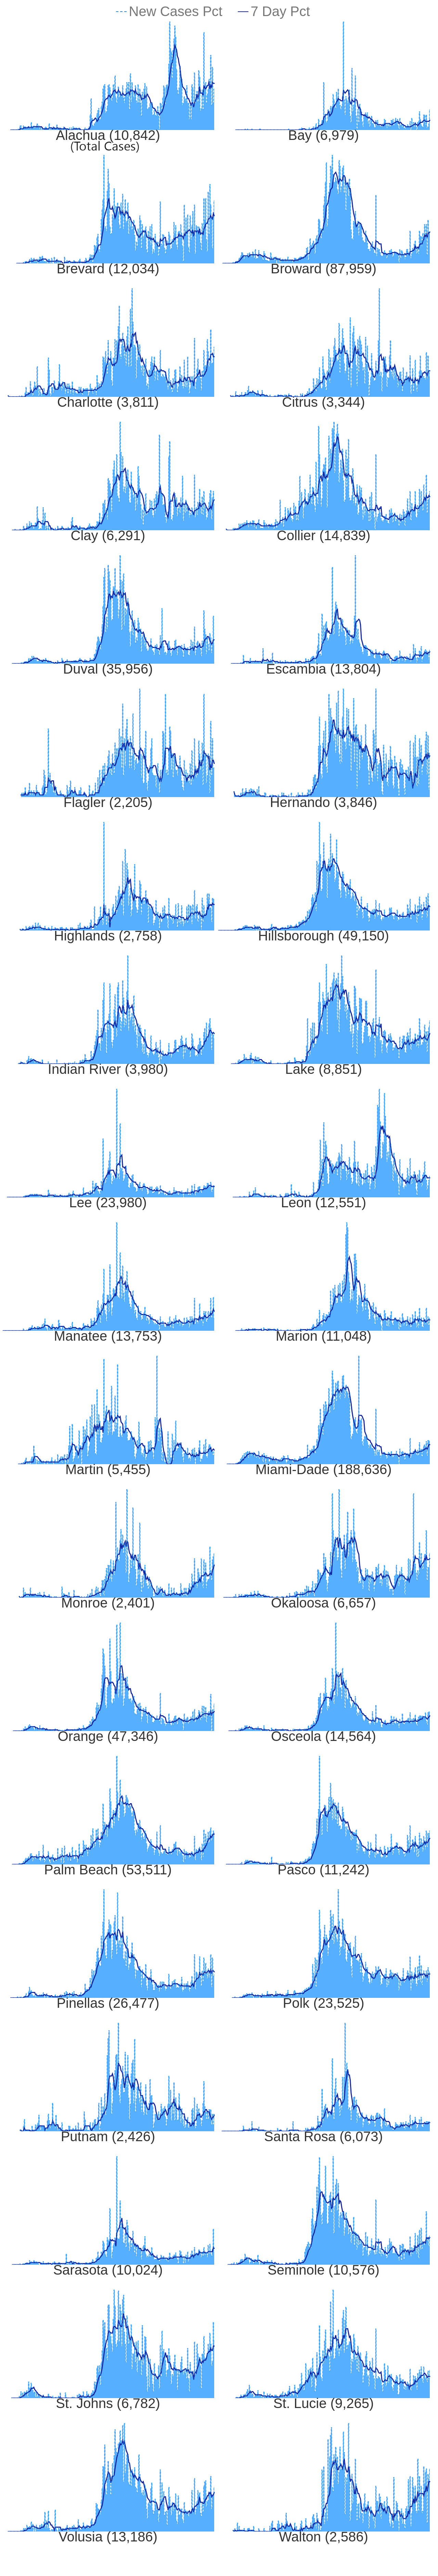 New Cases Pct 7 Day Pct
Alachua (10,842) Bay (6,979)
(Total Cases)
Brevard (12,034) Broward (87,959)
Charlotte (3,811) Citrus (3,344)
Clay (6,291) Collier (14,839)
Duval (35,956) Escambia (13,804)
Flagler (2,205) Hernando (3,846)
Highlands (2,758) Hillsborough (49,150)
Indian River (3,980) Lake (8,851)
Lee (23,980) Leon (12,551)
Manatee (13,753) Marion (11,048)
Martin (5,455) Miami-Dade (188,636)
Monroe (2,401) Okaloosa (6,657)
Orange (47,346) Osceola (14,564)
Palm Beach (53,511) Pasco (11,242)
Pinellas (26,477) Polk (23,525)
Putnam (2,426) Santa Rosa (6,073)
Sarasota (10,024) Seminole (10,576)
St. Johns (6,782) St. Lucie (9,265)
Volusia (13,186) Walton (2,586)